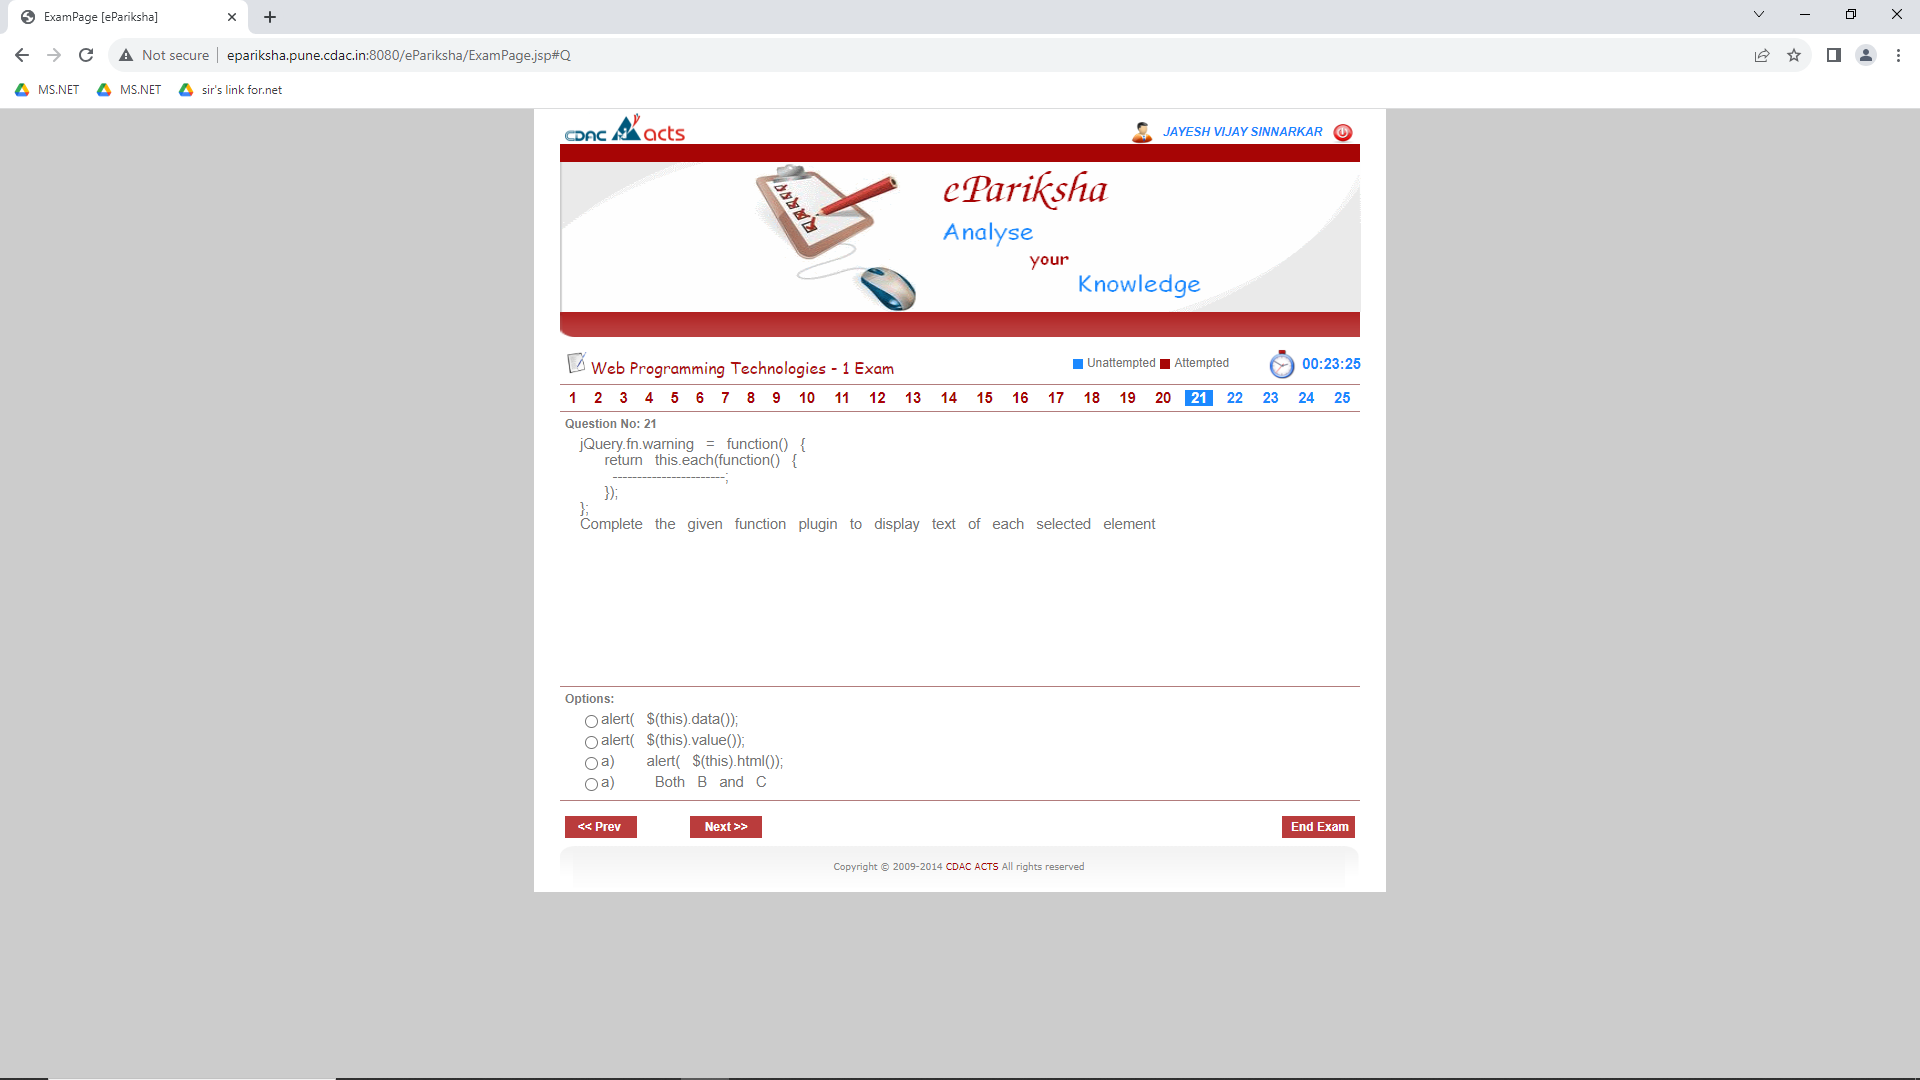 ExamPage [ePariksha]
Not secure
epariksha.pune.cdac.in:8080/ePariksha/ExamPage.jsp#Q
MS.NET
MS.NET
sir's link for.net
CDAC acts
JAYESH VIJAY SINNARKAR
ePariksha
Analyse
your
Knowledge
Web Programming Technologies - 1 Exam
Unattempted
Attempted
00:23:25
1 2 3 4 5 6 7 8 9 10 11 12 13 14 15 16 17 18 19 20 21 22 23 24 25
Question No: 21
jQuery.fn.warning = function() {
return this.each(function() {
-----------------------;
});
};
Complete the given function plugin to display text of each selected element
Options:
alert( $(this).data());
alert( $(this).value());
a) alert( $(this).html());
a) Both B and C
<< Prev
Next >>
End Exam
Copyright © 2009-2014 CDAC ACTS All rights reserved